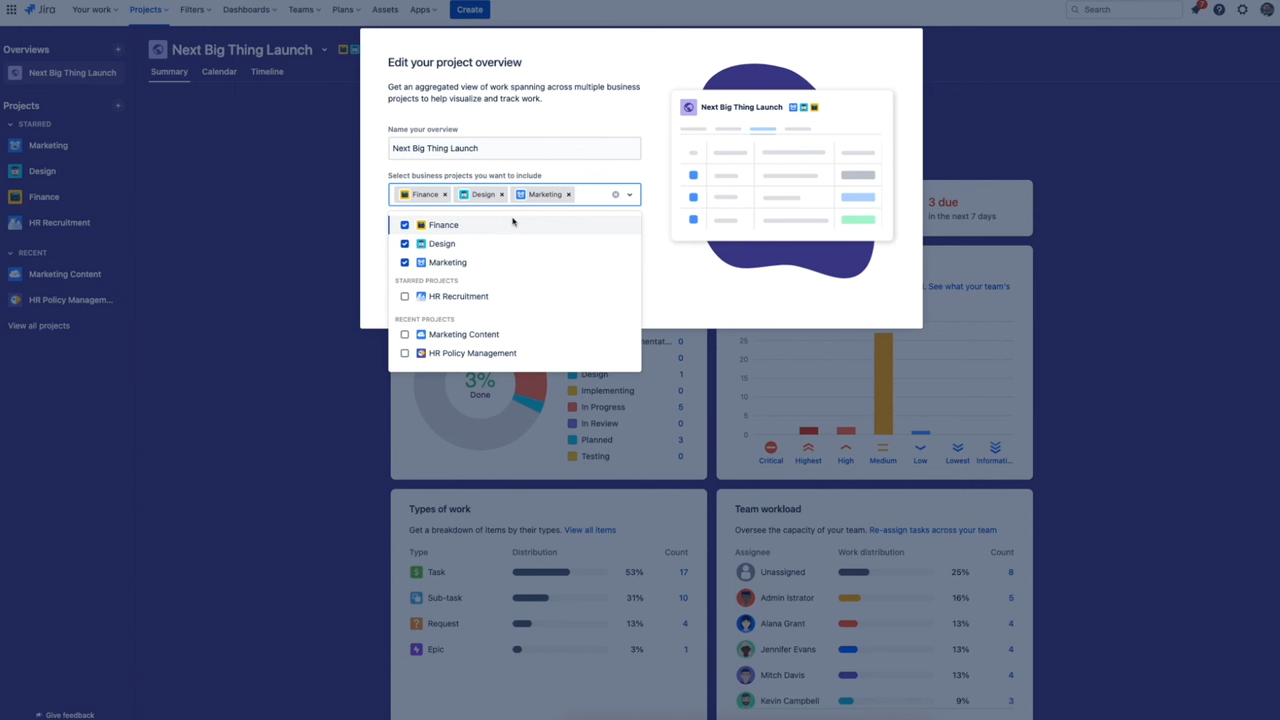 Jira
Your work
Projects
Filters
Dashboards
Teams
Plans
Assets
Apps
Create
Search
7
Overviews
Next Big Thing Launch
Projects
STARRED
Marketing
Design
Finance
HR Recruitment
RECENT
Marketing Content
HR Policy Managem...
View all projects
Give feedback
Next Big Thing Launch
Summary
Calendar
Timeline
Edit your project overview
Get an aggregated view of work spanning across multiple business
projects to help visualize and track work.
Name your overview
Next Big Thing Launch
Select business projects you want to include
Finance
Design
Marketing
Finance
Design
Marketing
STARRED PROJECTS
HR Recruitment
RECENT PROJECTS
Marketing Content
HR Policy Management
Next Big Thing Launch
3 due
in the next 7 days
See what your team's
3%
Done
0
0
Design 1
Implementing 0
In Progress 5
In Review 0
Planned 3
Testing 0
25
20
15
10
5
0
Critical
Highest
High
Medium
Low
Lowest
Informati...
Types of work
Get a breakdown of items by their types. View all items
Type Distribution Count
Task 53% 17
Sub-task 31% 10
Request 13% 4
Epic 3% 1
Team workload
Oversee the capacity of your team. Re-assign tasks across your team
Assignee Work distribution Count
Unassigned 25% 8
Admin Istrator 16% 5
Alana Grant 13% 4
Jennifer Evans 13% 4
Mitch Davis 13% 4
Kevin Campbell 9% 3